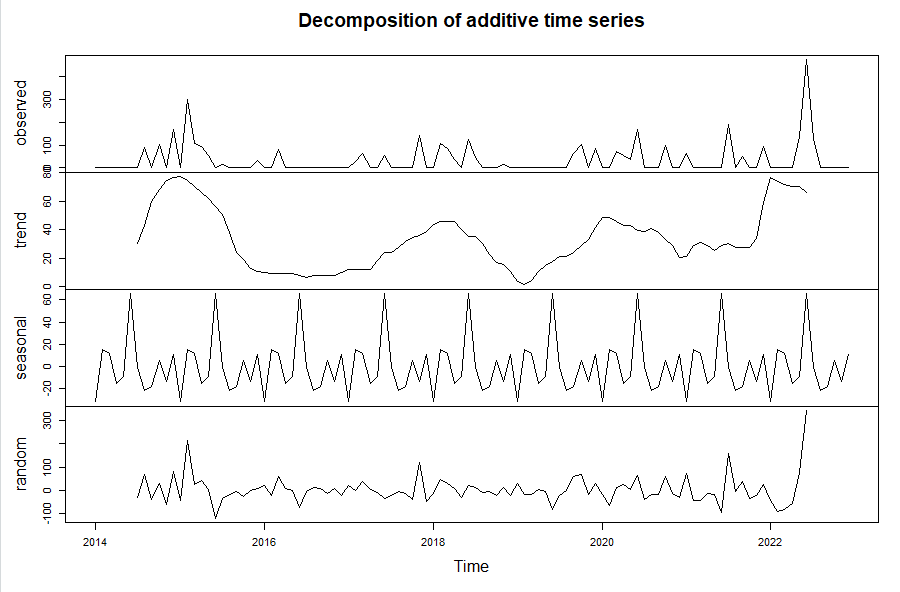 Decomposition of additive time series
observed
300
100
0
trend
80
60
40
20
0
seasonal
60
40
20
0
-20
random
300
100
0
-100
2014 2016 2018 2020 2022
Time